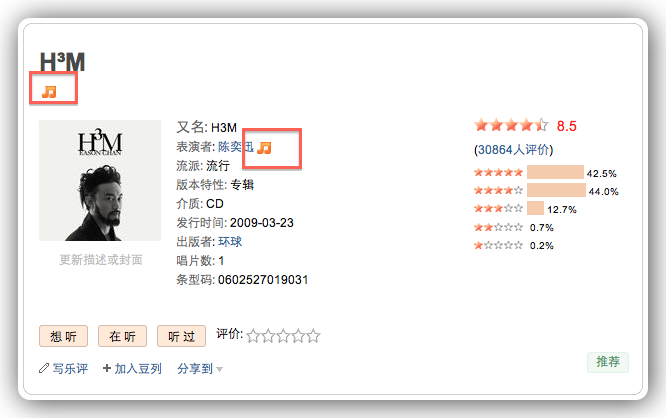 H³M
H³M
EASON CHAN
更新描述或封面
又名: H3M
表演者: 陈奕迅
流派: 流行
版本特性: 专辑
介质: CD
发行时间: 2009-03-23
出版者: 环球
唱片数: 1
条型码: 0602527019031
8.5
(30864人评价)
42.5%
44.0%
12.7%
0.7%
0.2%
想听 在听 听过 评价:
写乐评 加入豆列 分享到
推荐